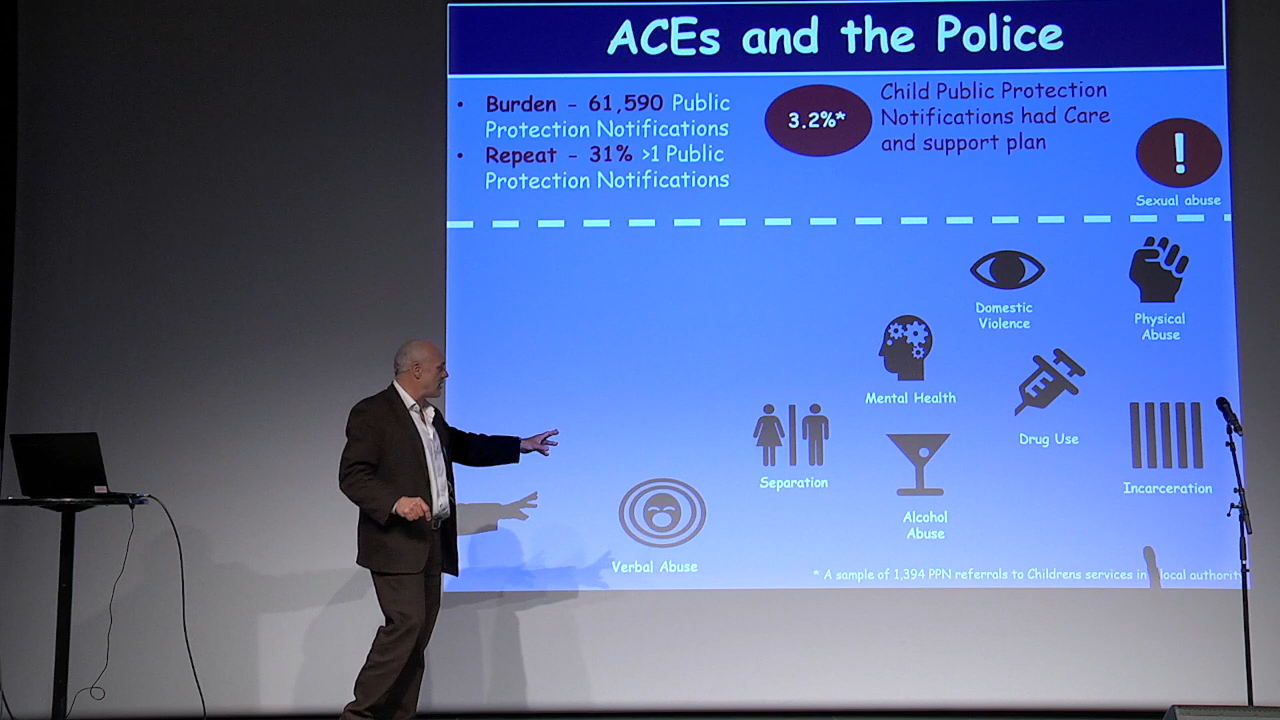 ACEs and the Police
• Burden – 61,590 Public
Protection Notifications
• Repeat – 31% >1 Public
Protection Notifications
3.2%*
Child Public Protection
Notifications had Care
and support plan
!
Sexual abuse
Domestic
Violence
Physical
Abuse
Mental Health
Drug Use
Separation
Incarceration
Alcohol
Abuse
Verbal Abuse
* A sample of 1,394 PPN referrals to Childrens services in local authorit